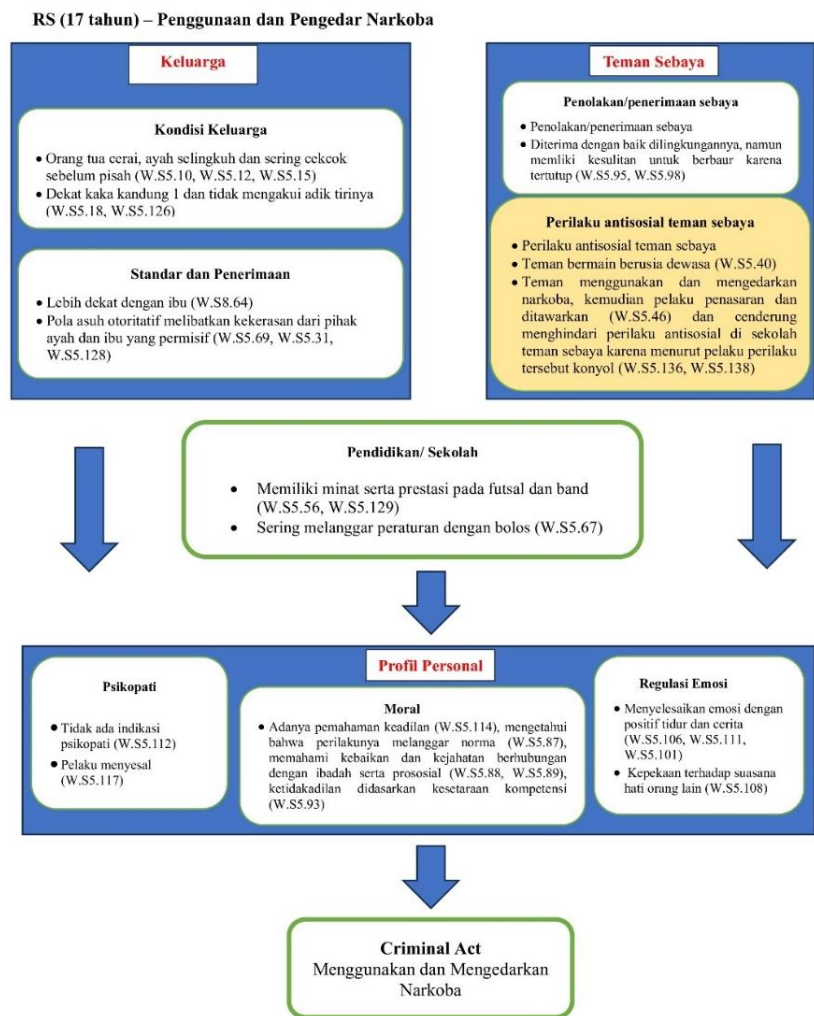 RS (17 tahun) – Penggunaan dan Pengedar Narkoba
Keluarga
Kondisi Keluarga
• Orang tua cerai, ayah selingkuh dan sering cekcok
sebelum pisah (W.S5.10, W.S5.12, W.S5.15)
• Dekat kaka kandung 1 dan tidak mengakui adik tirinya
(W.S5.18, W.S5.126)
Standar dan Penerimaan
• Lebih dekat dengan ibu (W.S8.64)
• Pola asuh otoritatif melibatkan kekerasan dari pihak
ayah dan ibu yang permisif (W.S5.69, W.S5.31,
W.S5.128)
Teman Sebaya
Penolakan/penerimaan sebaya
• Penolakan/penerimaan sebaya
• Diterima dengan baik dilingkungannya, namun
memliki kesulitan untuk berbaur karena
tertutup (W.S5.95, W.S5.98)
Perilaku antisosial teman sebaya
• Perilaku antisosial teman sebaya
• Teman bermain berusia dewasa (W.S5.40)
• Teman menggunakan dan mengedarkan
narkoba, kemudian pelaku penasaran dan
ditawarkan (W.S5.46) dan cenderung
menghindari perilaku antisosial di sekolah
teman sebaya karena menurut pelaku perilaku
tersebut konyol (W.S5.136, W.S5.138)
Pendidikan/ Sekolah
• Memiliki minat serta prestasi pada futsal dan band
(W.S5.56, W.S5.129)
• Sering melanggar peraturan dengan bolos (W.S5.67)
Profil Personal
Psikopati
• Tidak ada indikasi
psikopati (W.S5.112)
• Pelaku menyesal
(W.S5.117)
Moral
• Adanya pemahaman keadilan (W.S5.114), mengetahui
bahwa perilakunya melanggar norma (W.S5.87),
memahami kebaikan dan kejahatan berhubungan
dengan ibadah serta prososial (W.S5.88, W.S5.89),
ketidakadilan didasarkan kesetaraan kompetensi
(W.S5.93)
Regulasi Emosi
• Menyelesaikan emosi dengan
positif tidur dan cerita
(W.S5.106, W.S5.111,
W.S5.101)
• Kepekaan terhadap suasana
hati orang lain (W.S5.108)
Criminal Act
Menggunakan dan Mengedarkan
Narkoba